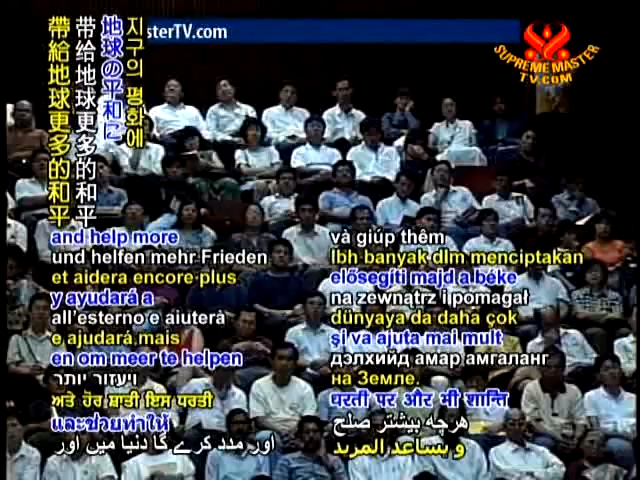 sterTV.com
SUPREME MASTER
TV.COM
지구의 평화에
地球の平和に
带给地球更多的和平
帶給地球更多的和平
and help more
und helfen mehr Frieden
et aidera encore plus
y ayudará a
all'esterno e aiuterá
e ajudará mais
en om meer te helpen
ויעזור יותר
ਅਤੇ ਹੋਰ ਸ਼ਾਤੀ ਇਸ ਧਰਤੀ
และช่วยทำให้
اور مدد کرے گا دنیا میں اور
và giúp thêm
lbh banyak dlm menciptakan
elősegíti majd a béke
na zewnątrz i pomagał
dünyaya da daha çok
şi va ajuta mai mult
дэлхийд амар амгаланг
на Земле.
धरती पर और भी शान्ति
هرچه بیشتر صلح
و يساعد المزيد